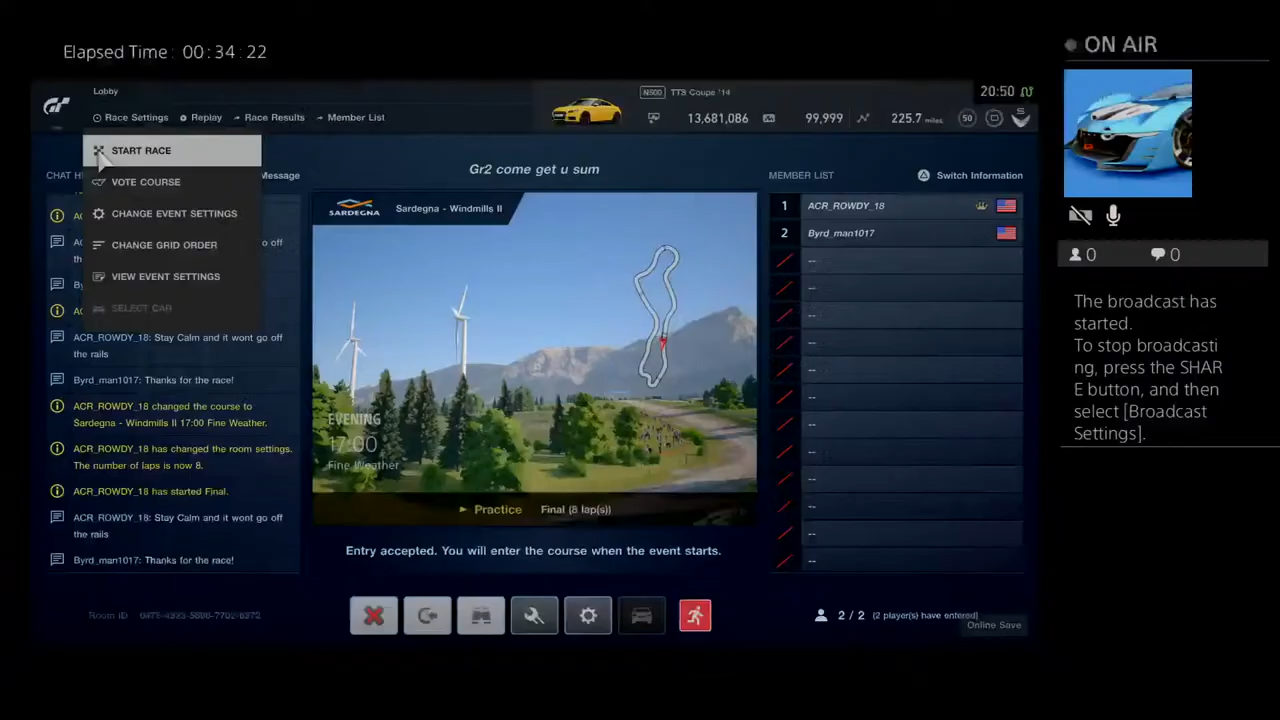 Elapsed Time: 00:34:22
ON AIR
Lobby
N500 TTS Coupe '14
20:50
Race Settings Replay Race Results Member List
13,681,086 99,999 225.7 miles 50
START RACE
VOTE COURSE
CHANGE EVENT SETTINGS
CHANGE GRID ORDER
VIEW EVENT SETTINGS
SELECT CAR
Message
ACR_ROWDY_18: Stay Calm and it wont go off
the rails
Byrd_man1017: Thanks for the race!
ACR_ROWDY_18 changed the course to
Sardegna - Windmills II 17:00 Fine Weather.
ACR_ROWDY_18 has changed the room settings.
The number of laps is now 8.
ACR_ROWDY_18 has started Final.
ACR_ROWDY_18: Stay Calm and it wont go off
the rails
Byrd_man1017: Thanks for the race!
Room ID
Gr2 come get u sum
SARDEGNA Sardegna - Windmills II
EVENING
17:00
Fine Weather
Practice Final (8 lap(s))
Entry accepted. You will enter the course when the event starts.
MEMBER LIST Switch Information
1 ACR_ROWDY_18
2 Byrd_man1017
--
--
--
--
--
--
--
--
--
--
--
--
2 / 2 (2 player(s) have entered)
Online Save
0 0
The broadcast has
started.
To stop broadcasti
ng, press the SHAR
E button, and then
select [Broadcast
Settings].